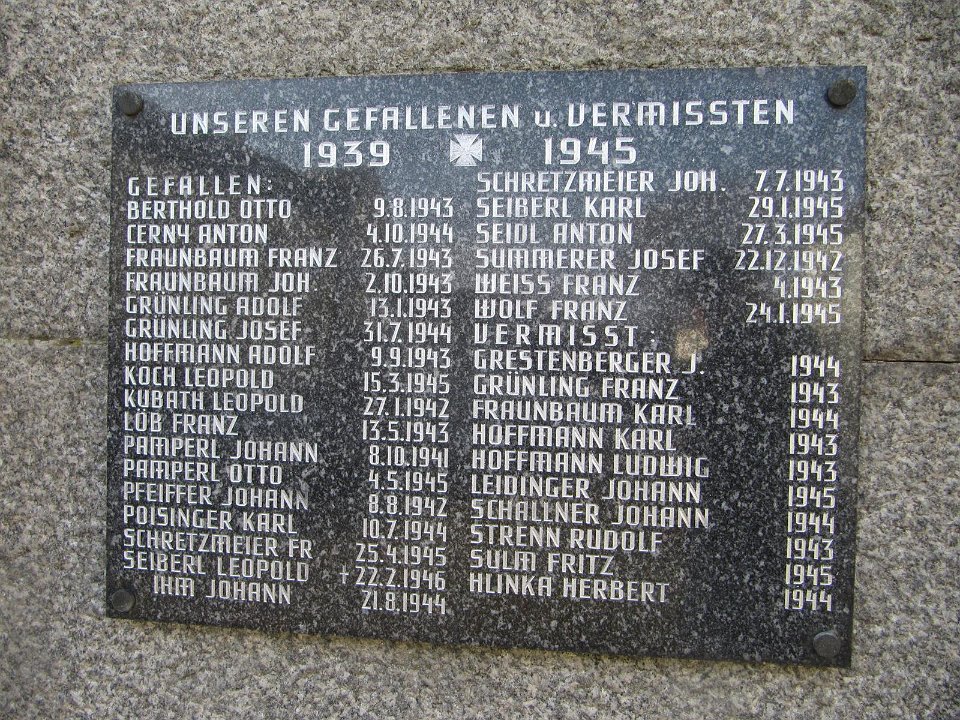 UNSEREN GEFALLENEN u. VERMISSTEN
1939 1945
GEFALLEN:
BERTHOLD OTTO 9.8.1943
CERNY ANTON 4.10.1944
FRAUNBAUM FRANZ 26.7.1943
FRAUNBAUM JOH 2.10.1943
GRÜNLING ADOLF 13.1.1943
GRÜNLING JOSEF 31.7.1944
HOFFMANN ADOLF 9.9.1943
KOCH LEOPOLD 15.3.1945
KUBATH LEOPOLD 27.1.1942
LÖB FRANZ 13.5.1943
PAMPERL JOHANN 8.10.1941
PAMPERL OTTO 4.5.1945
PFEIFFER JOHANN 8.8.1942
POISINGER KARL 10.7.1944
SCHRETZMEIER FR 25.4.1945
SEIBERL LEOPOLD +22.2.1946
IHM JOHANN 21.8.1944
SCHRETZMEIER JOH. 7.7.1943
SEIBERL KARL 29.1.1945
SEIDL ANTON 27.3.1945
SUMMERER JOSEF 22.12.1942
WEISS FRANZ 4.1943
WOLF FRANZ 24.1.1945
VERMISST:
GRESTENBERGER J. 1944
GRÜNLING FRANZ 1943
FRAUNBAUM KARL 1944
HOFFMANN KARL 1943
HOFFMANN LUDWIG 1943
LEIDINGER JOHANN 1945
SCHALLNER JOHANN 1944
STRENN RUDOLF 1943
SULM FRITZ 1945
HLINKA HERBERT 1944